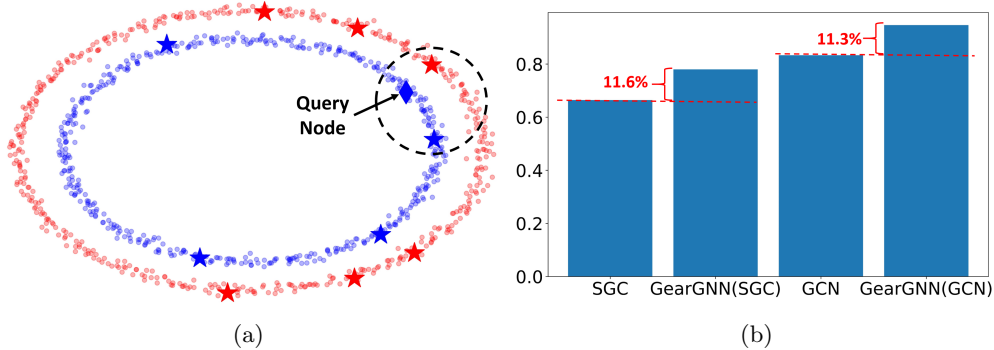 Query
Node
(a)
11.3%
0.8
11.6%
0.6
0.4
0.2
0.0
SGC GearGNN(SGC) GCN GearGNN(GCN)
(b)